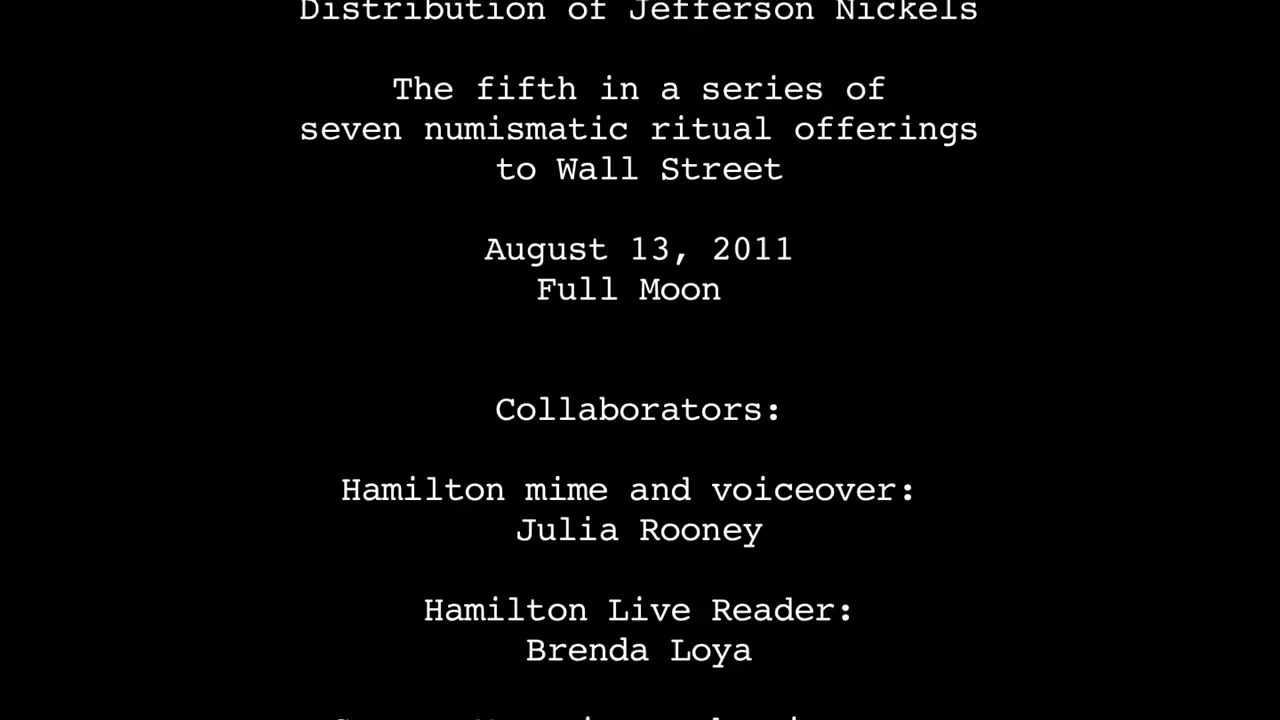 Distribution of Jefferson Nickels
The fifth in a series of
seven numismatic ritual offerings
to Wall Street
August 13, 2011
Full Moon
Collaborators:
Hamilton mime and voiceover:
Julia Rooney
Hamilton Live Reader:
Brenda Loya